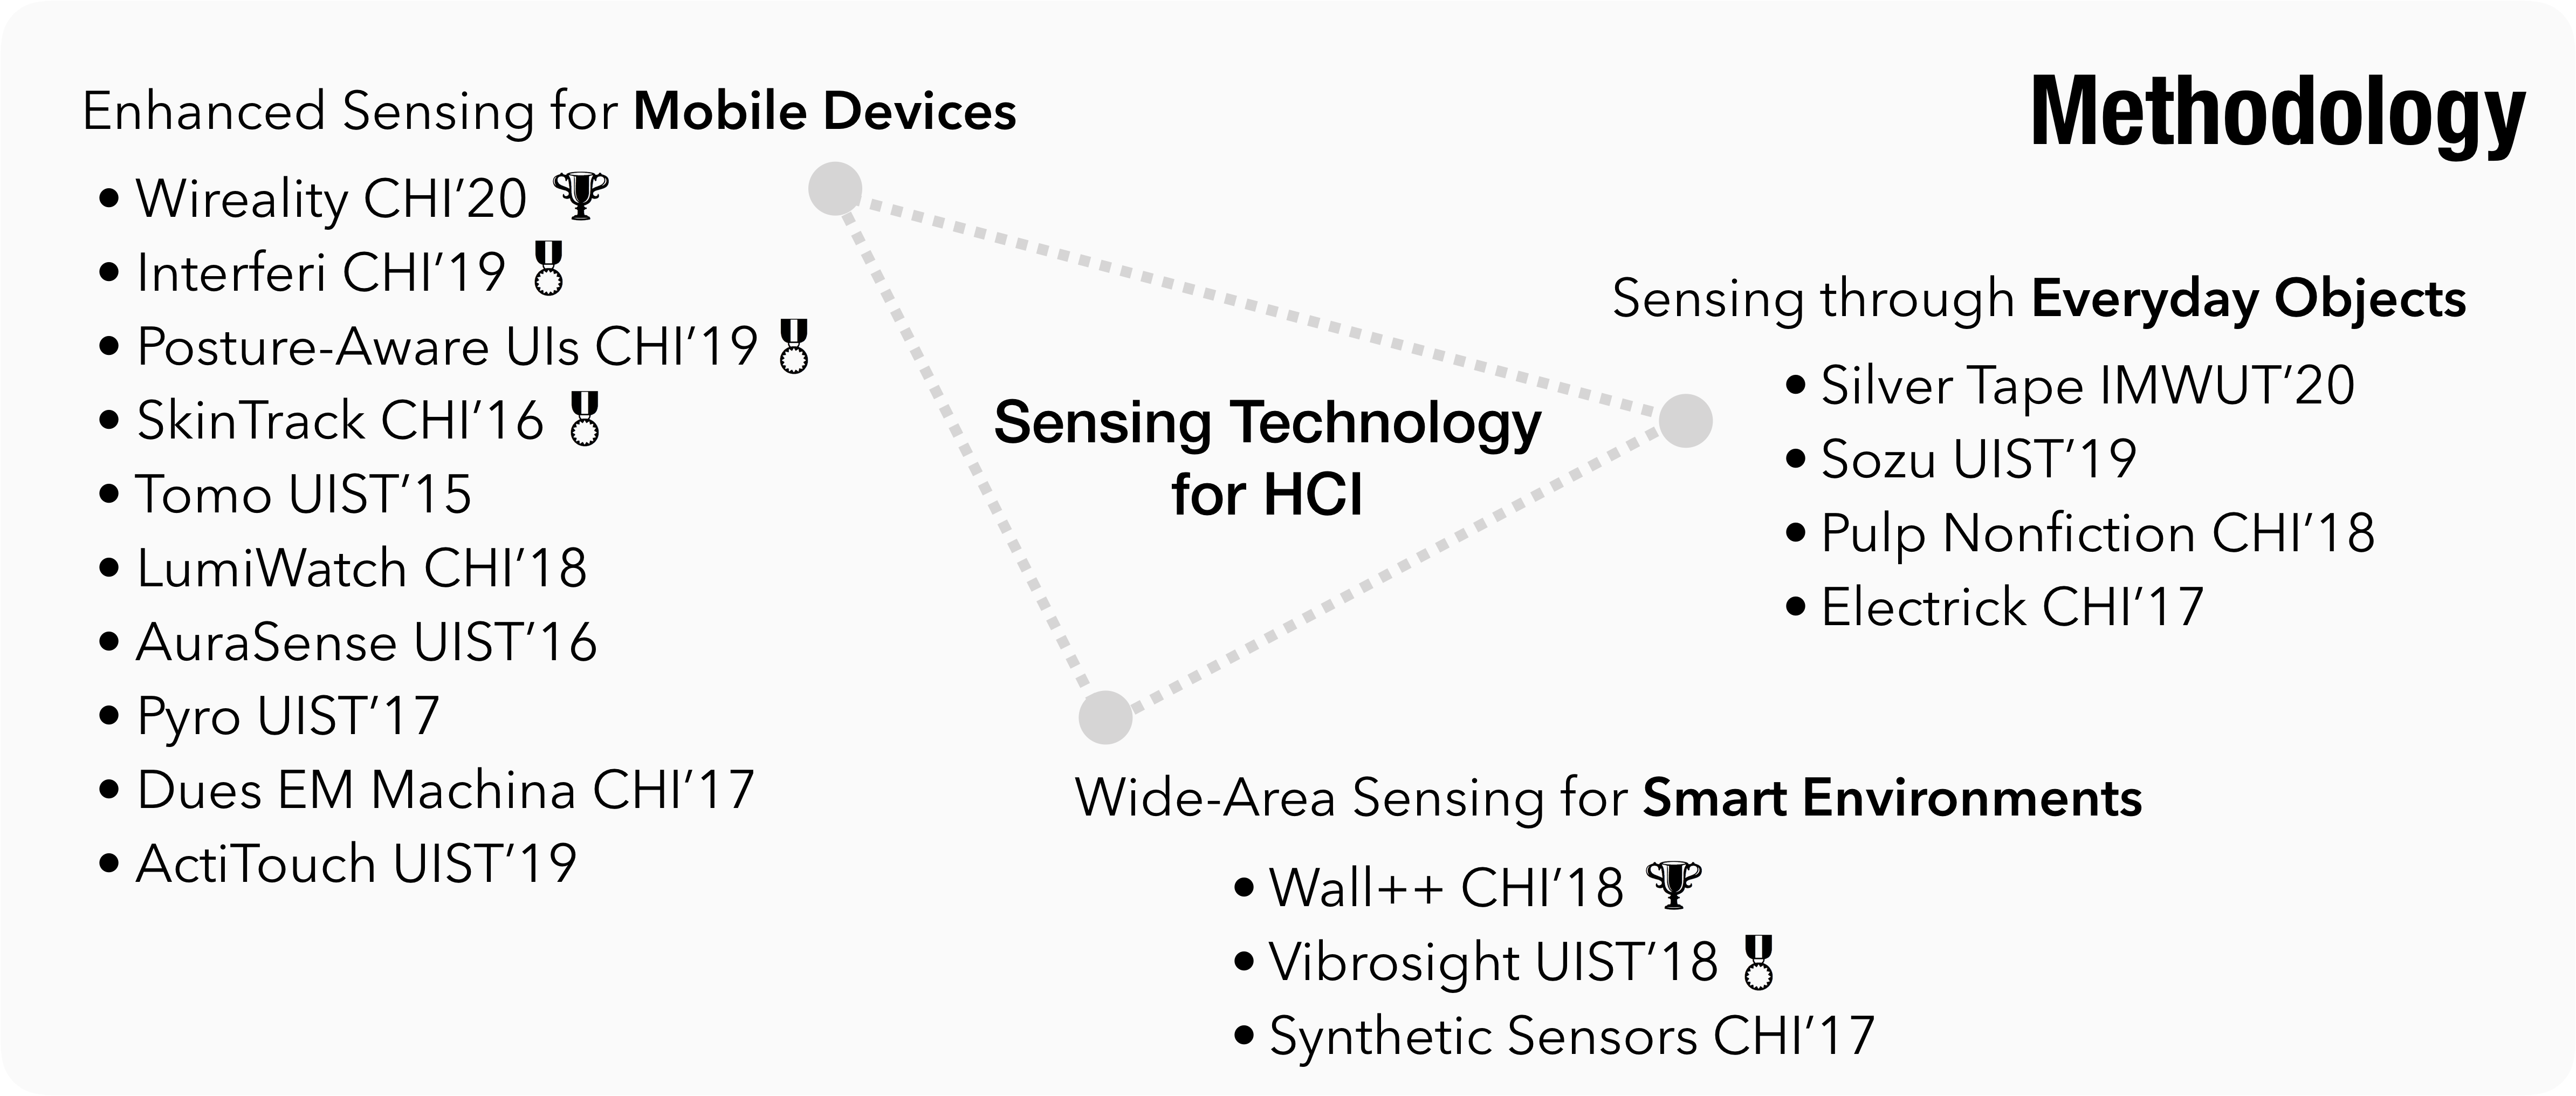 Methodology
Enhanced Sensing for Mobile Devices
• Wireality CHI’20
• Interferi CHI’19
• Posture-Aware UIs CHI’19
• SkinTrack CHI’16
• Tomo UIST’15
• LumiWatch CHI’18
• AuraSense UIST’16
• Pyro UIST’17
• Dues EM Machina CHI’17
• ActiTouch UIST’19
Sensing Technology
for HCI
Sensing through Everyday Objects
• Silver Tape IMWUT’20
• Sozu UIST’19
• Pulp Nonfiction CHI’18
• Electrick CHI’17
Wide-Area Sensing for Smart Environments
• Wall++ CHI’18
• Vibrosight UIST’18
• Synthetic Sensors CHI’17